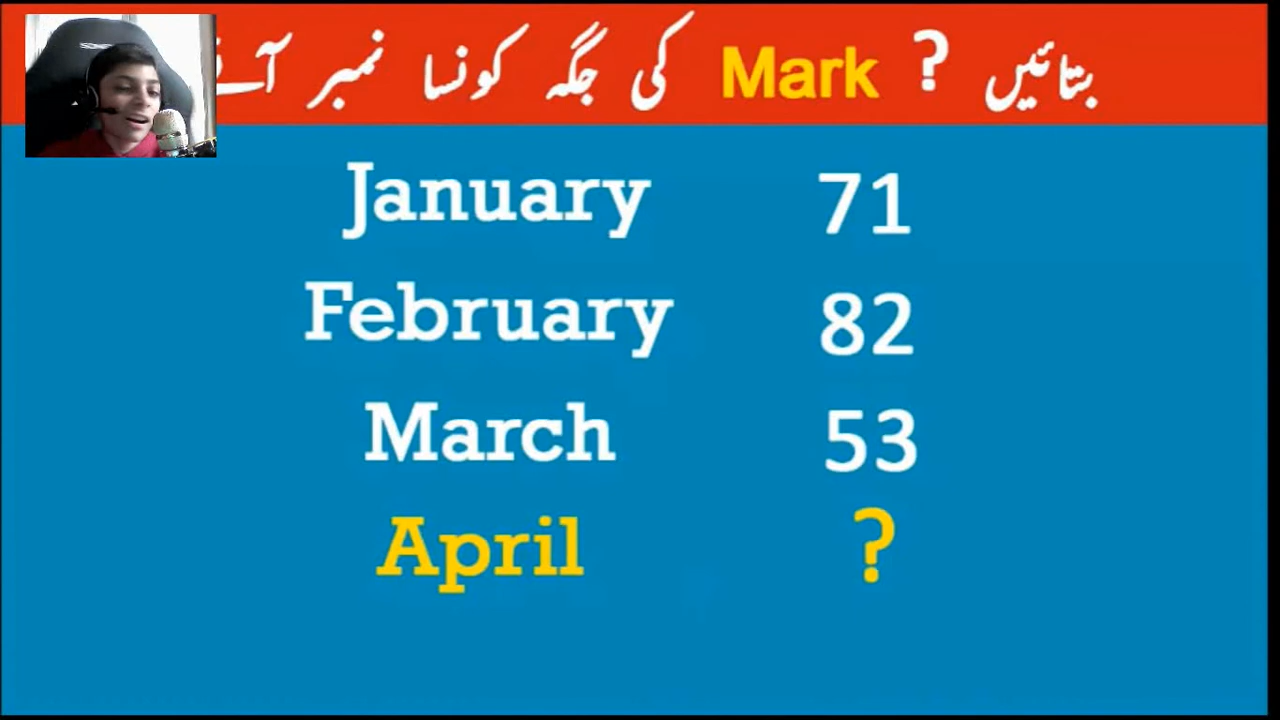 بتائیں ? Mark کی جگہ کونسا نمبر
January 71
February 82
March 53
April ?